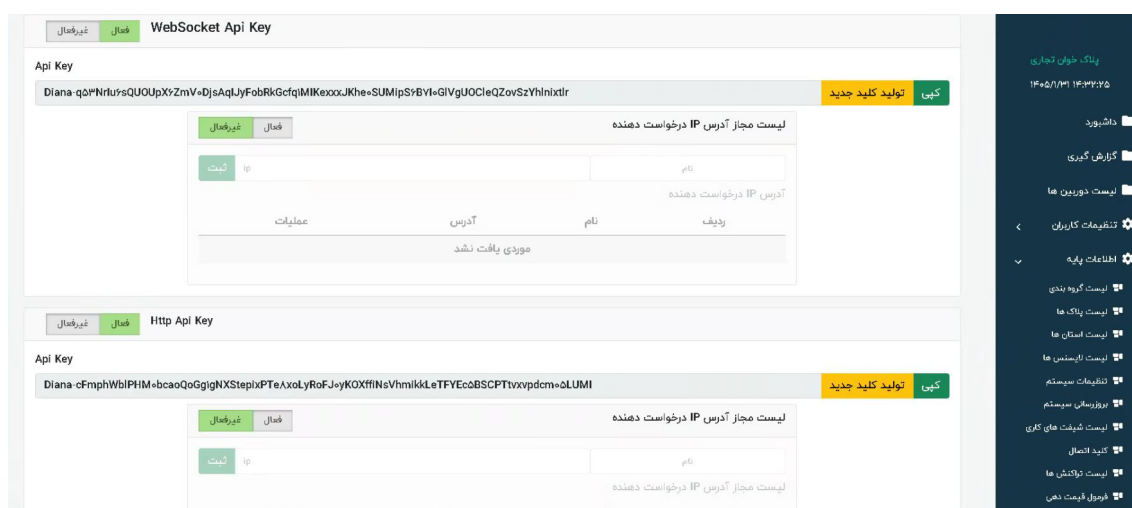 WebSocket Api Key
فعال
غیرفعال
Api Key
Diana-q۵۳NrIu۶sQUOUpX۶ZmV۰DjsAqIJyFobRkGcfq۱MIKexxxJKhe۰SUMipS۶BYI۰GIVgUOCIeQZovSzYhInixtIr
تولید کلید جدید
کپی
لیست مجاز آدرس IP درخواست دهنده
فعال
غیرفعال
نام
ip
ثبت
آدرس IP درخواست دهنده
ردیف نام آدرس عملیات
موردی یافت نشد
Http Api Key
فعال
غیرفعال
Api Key
Diana-cFmphWbIPHM۰bcaoQoGg۱gNXStepixPTe۸xoLyRoFJ۰yKOXffiNsVhmikkLeTFYEc۵BSCPTtvxvpdcm۰۵LUMI
تولید کلید جدید
کپی
لیست مجاز آدرس IP درخواست دهنده
فعال
غیرفعال
نام
ip
ثبت
لیست مجاز آدرس IP درخواست دهنده
پلاک خوان تجاری
۱۴۰۵/۱/۳۱ ۱۴:۳۲:۲۵
داشبورد
گزارش گیری
لیست دوربین ها
تنظیمات کاربران
اطلاعات پایه
لیست گروه بندی
لیست پلاک ها
لیست استان ها
لیست لایسنس ها
تنظیمات سیستم
بروزرسانی سیستم
لیست شیفت های کاری
کلید اتصال
لیست تراکنش ها
فرمول قیمت دهی